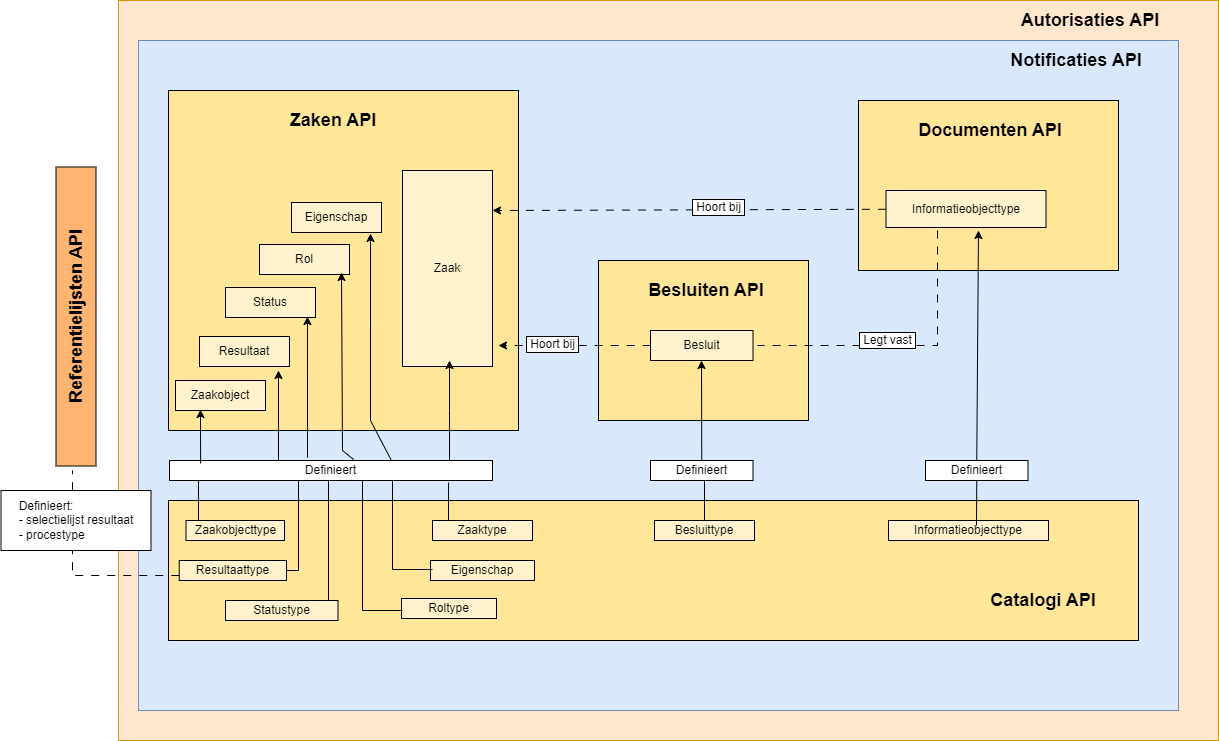 Autorisaties API
Notificaties API
Zaken API
Documenten API
Eigenschap
Zaak
Hoort bij
Informatieobjecttype
Rol
Status
Besluiten API
Referentielijsten API
Resultaat
Hoort bij
Besluit
Legt vast
Zaakobject
Definieert
Definieert
Definieert
Definieert:
- selectielijst resultaat
- procestype
Zaakobjecttype
Zaaktype
Besluittype
Informatieobjecttype
Resultaattype
Eigenschap
Statustype
Roltype
Catalogi API